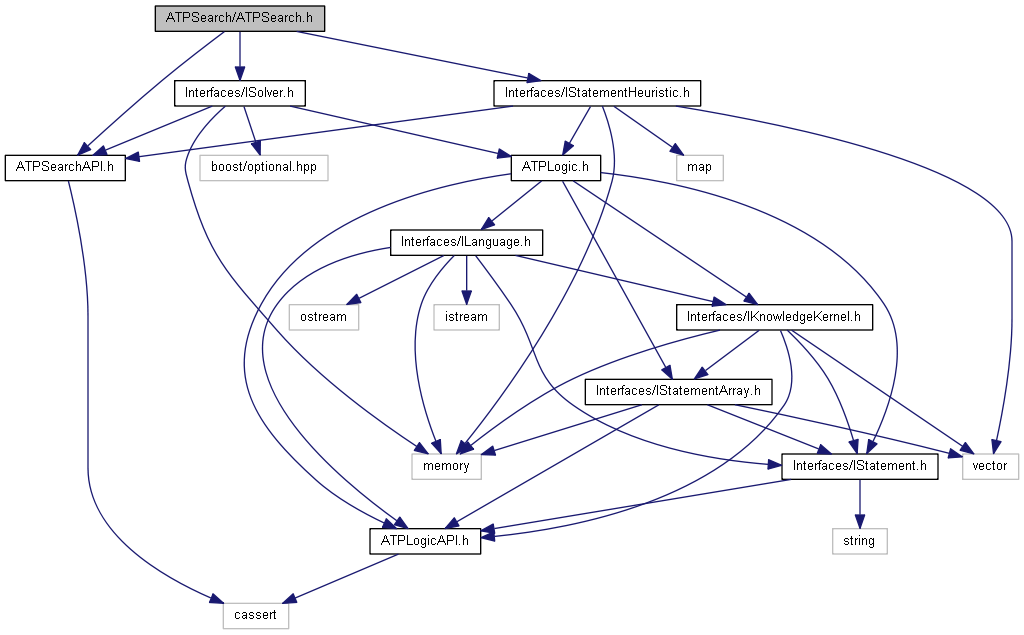 ATPSearch/ATPSearch.h
Interfaces/ISolver.h
Interfaces/IStatementHeuristic.h
ATPSearchAPI.h
boost/optional.hpp
ATPLogic.h
map
Interfaces/ILanguage.h
ostream
istream
Interfaces/IKnowledgeKernel.h
Interfaces/IStatementArray.h
memory
Interfaces/IStatement.h
vector
ATPLogicAPI.h
string
cassert